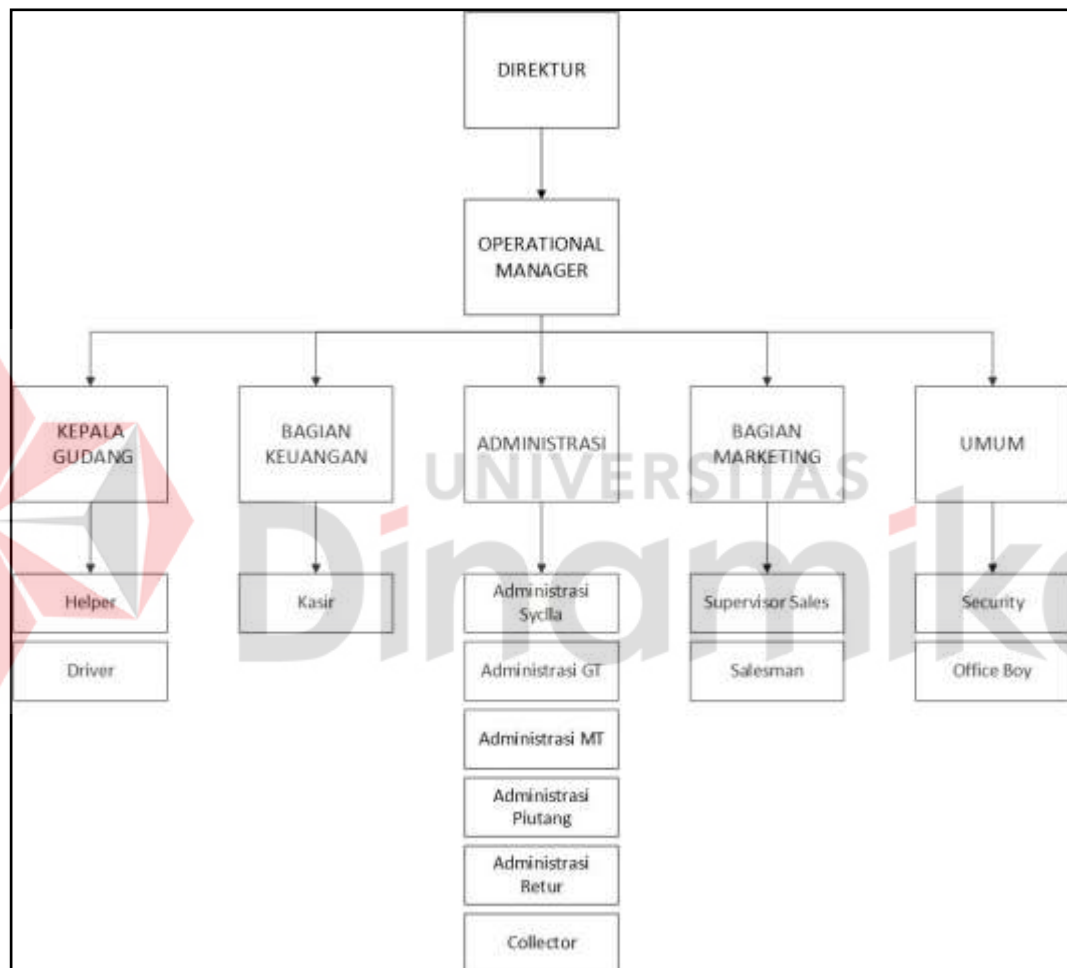 DIREKTUR
OPERATIONAL
MANAGER
KEPALA
GUDANG
BAGIAN
KEUANGAN
ADMINISTRASI
BAGIAN
MARKETING
UMUM
UNIVERSITAS
Dinamika
Helper
Kasir
Administrasi
Syclla
Supervisor Sales
Security
Driver
Administrasi GT
Salesman
Office Boy
Administrasi MT
Administrasi
Piutang
Administrasi
Retur
Collector